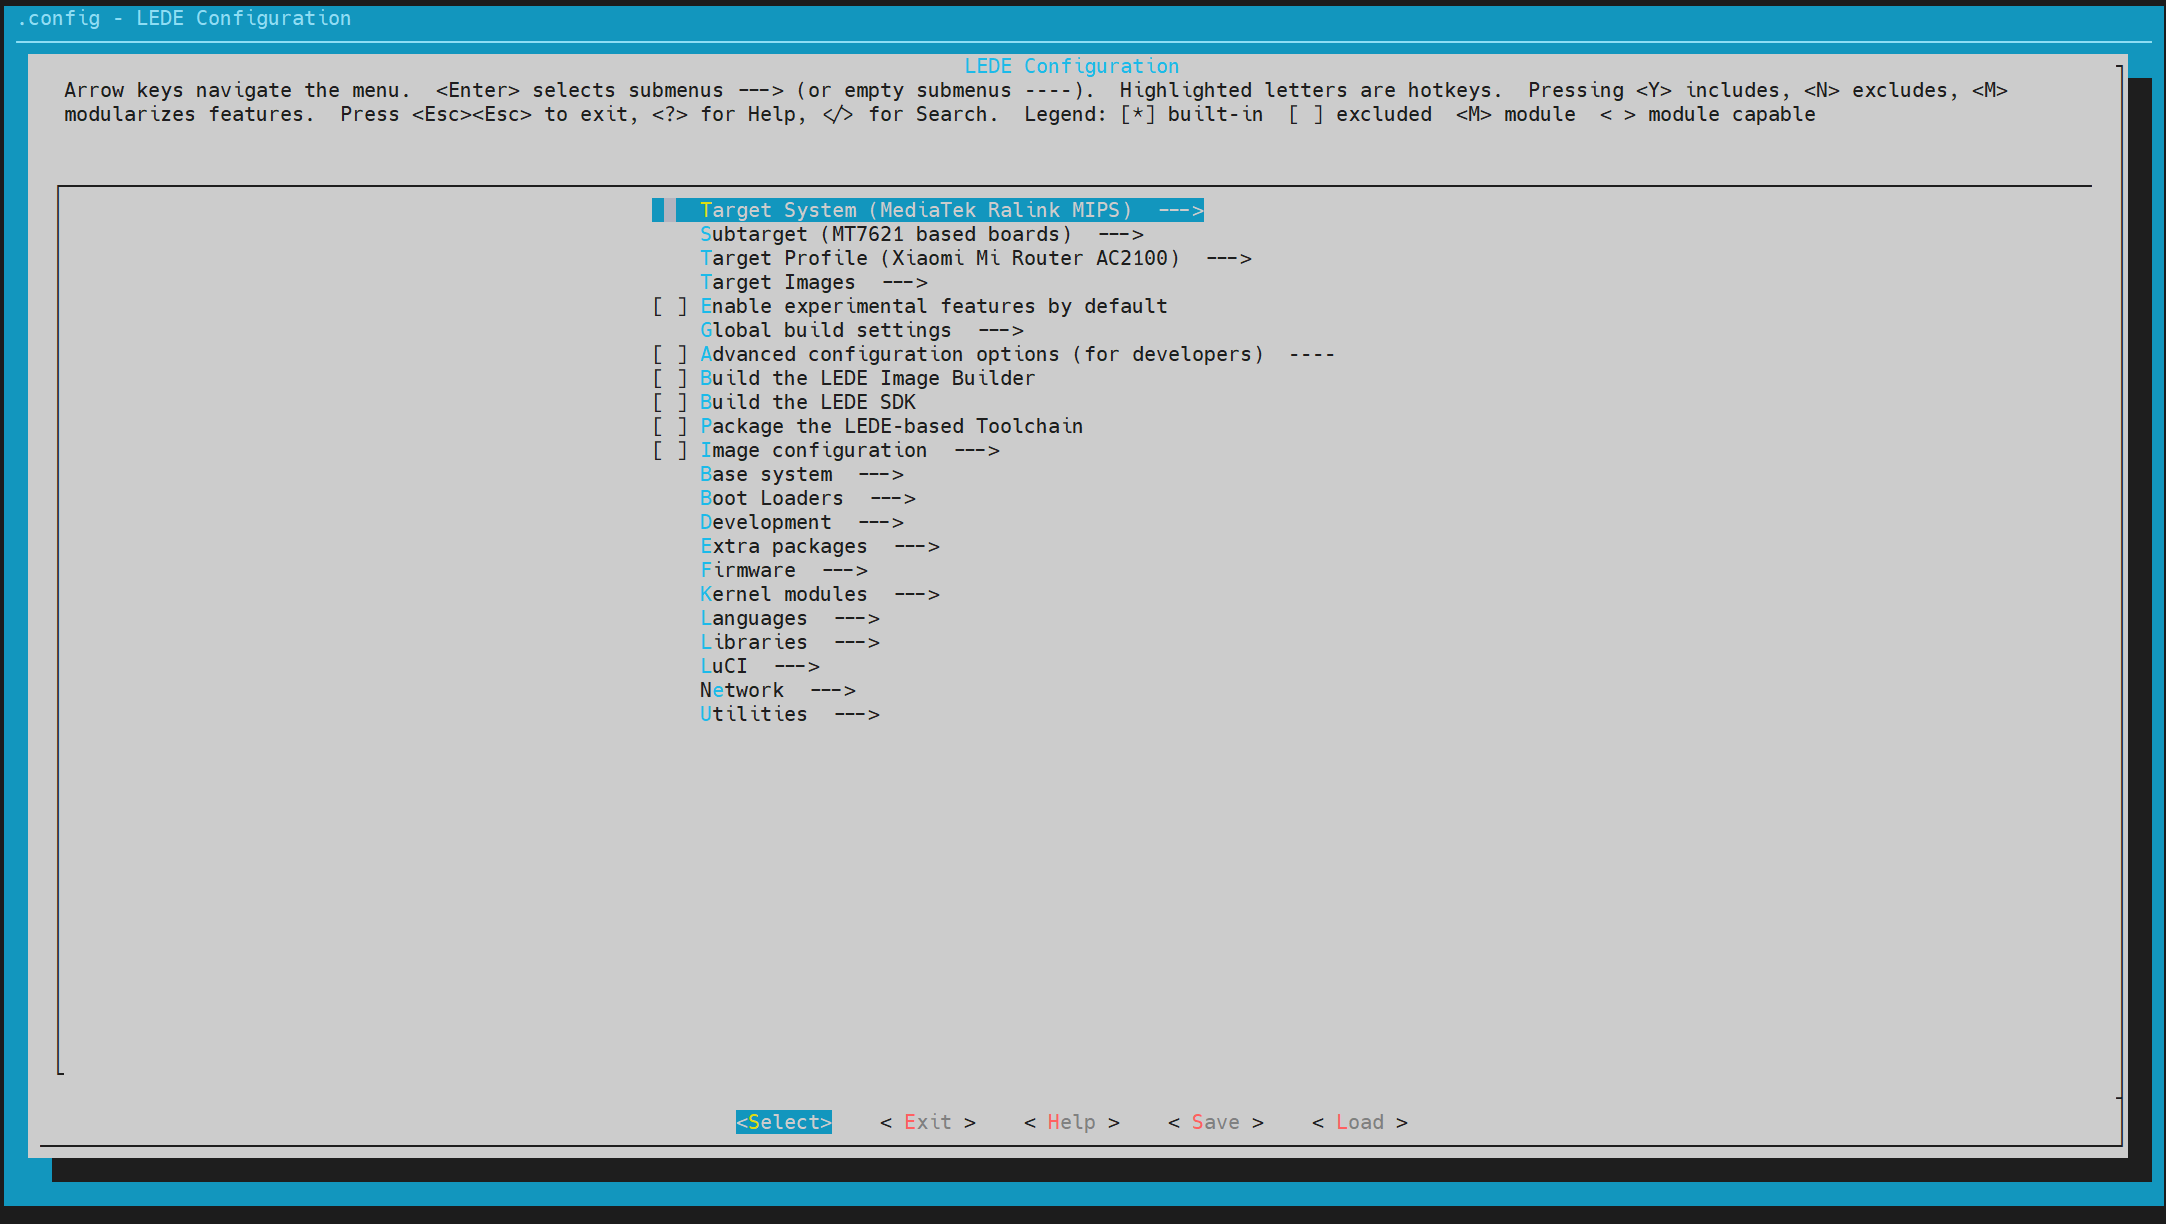 .config - LEDE Configuration
LEDE Configuration
Arrow keys navigate the menu.  <Enter> selects submenus ---> (or empty submenus ----).  Highlighted letters are hotkeys.  Pressing <Y> includes, <N> excludes, <M>
modularizes features.  Press <Esc><Esc> to exit, <?> for Help, </> for Search.  Legend: [*] built-in  [ ] excluded  <M> module  < > module capable
Target System (MediaTek Ralink MIPS)  --->
Subtarget (MT7621 based boards)  --->
Target Profile (Xiaomi Mi Router AC2100)  --->
Target Images  --->
[ ] Enable experimental features by default
Global build settings  --->
[ ] Advanced configuration options (for developers)  ----
[ ] Build the LEDE Image Builder
[ ] Build the LEDE SDK
[ ] Package the LEDE-based Toolchain
[ ] Image configuration  --->
Base system  --->
Boot Loaders  --->
Development  --->
Extra packages  --->
Firmware  --->
Kernel modules  --->
Languages  --->
Libraries  --->
LuCI  --->
Network  --->
Utilities  --->
<Select>    < Exit >    < Help >    < Save >    < Load >